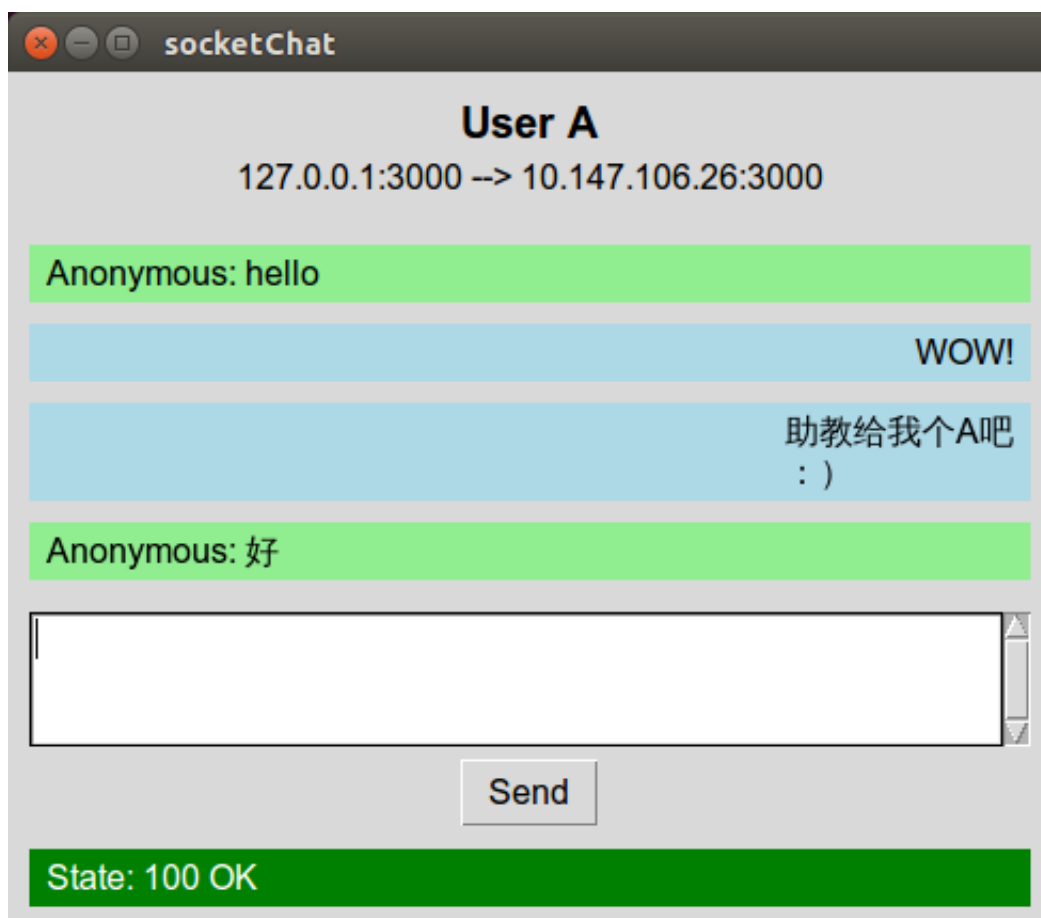 socketChat
User A
127.0.0.1:3000 --> 10.147.106.26:3000
Anonymous: hello
WOW!
助教给我个A吧
：）
Anonymous: 好
Send
State: 100 OK